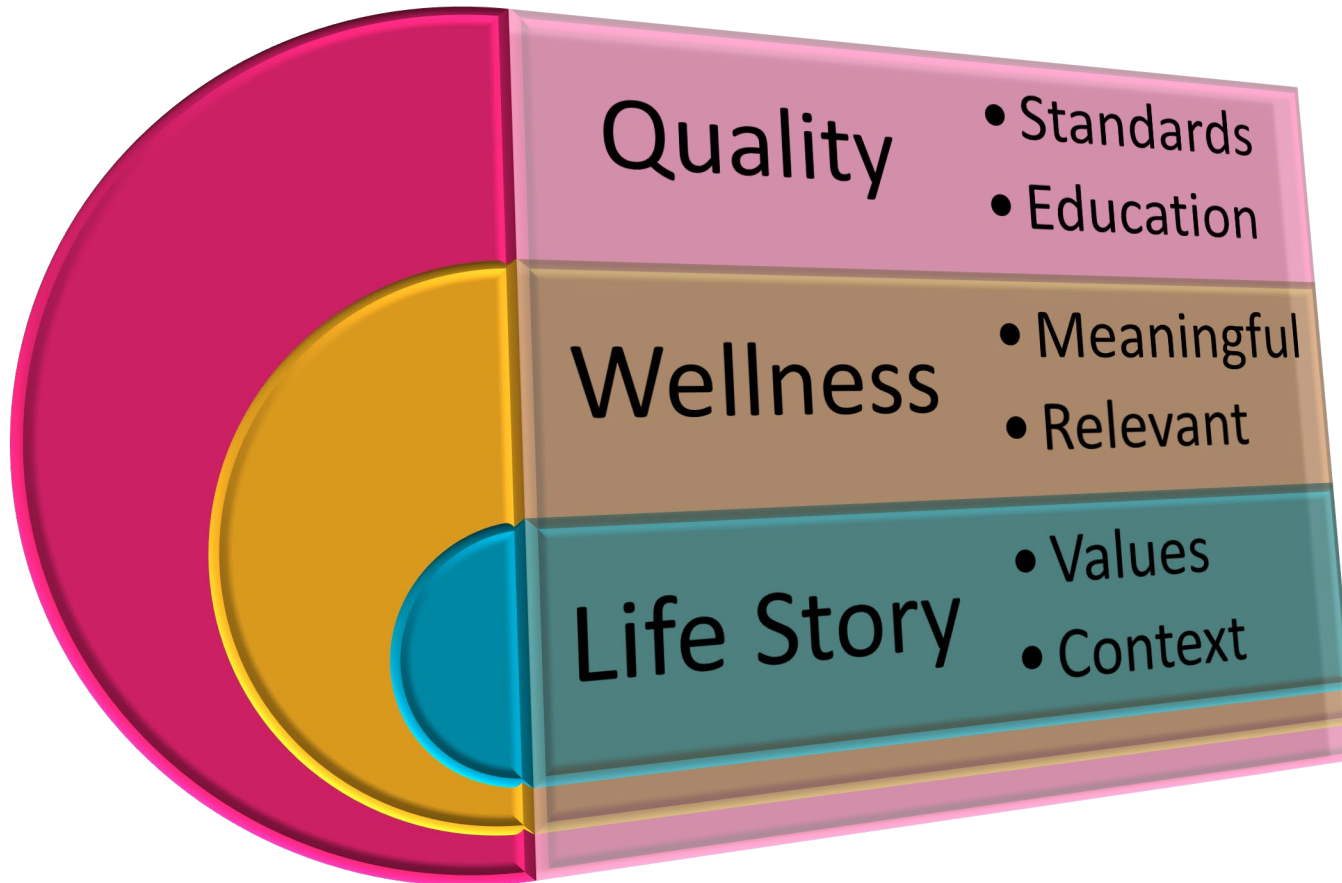 Quality
• Standards
• Education
Wellness
• Meaningful
• Relevant
Life Story
• Values
• Context